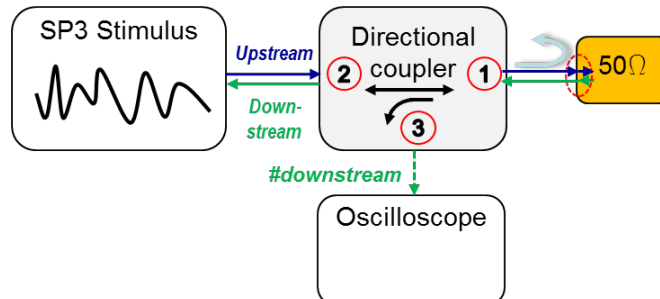 SP3 Stimulus
Upstream
Down-
stream
Directional
coupler
2
1
3
50Ω
#downstream
Oscilloscope